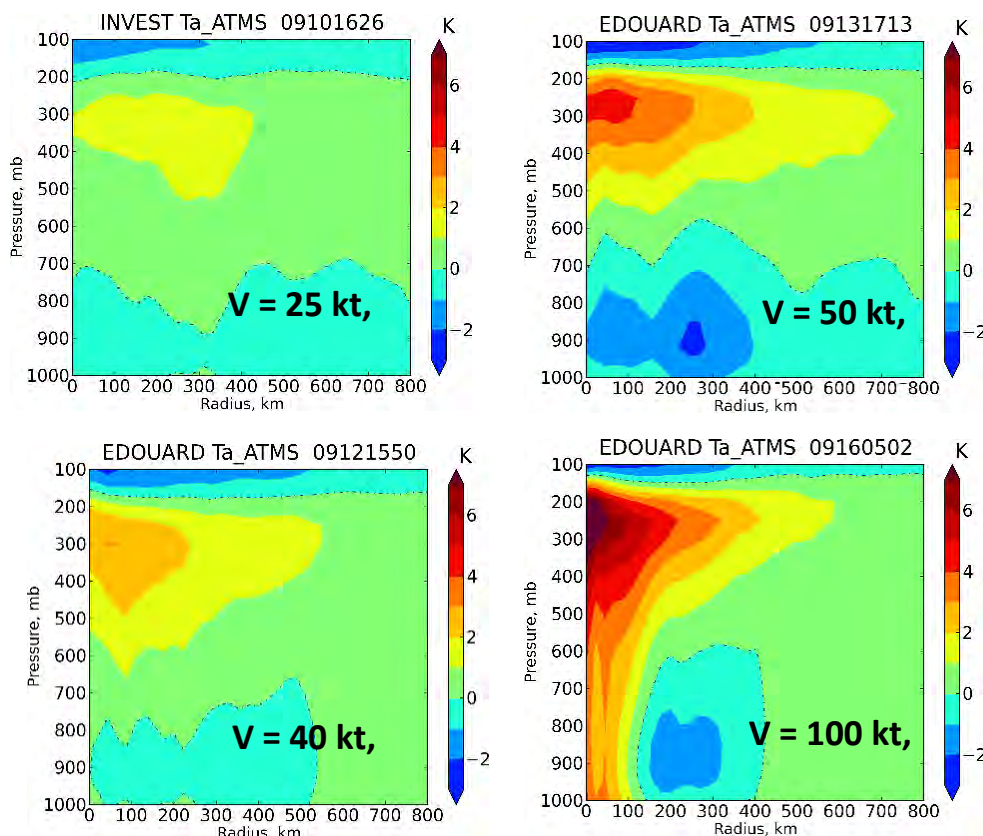 INVEST Ta_ATMS 09101626
K
Pressure, mb
100
200
300
400
500
600
700
800
900
1000
0 100 200 300 400 500 600 700 800
Radius, km
6
4
2
0
−2
V = 25 kt,
EDOUARD Ta_ATMS 09131713
K
Pressure, mb
100
200
300
400
500
600
700
800
900
1000
0 100 200 300 400 500 600 700 800
Radius, km
6
4
2
0
−2
V = 50 kt,
EDOUARD Ta_ATMS 09121550
K
Pressure, mb
100
200
300
400
500
600
700
800
900
1000
0 100 200 300 400 500 600 700 800
Radius, km
6
4
2
0
−2
V = 40 kt,
EDOUARD Ta_ATMS 09160502
K
Pressure, mb
100
200
300
400
500
600
700
800
900
1000
0 100 200 300 400 500 600 700 800
Radius, km
6
4
2
0
−2
V = 100 kt,